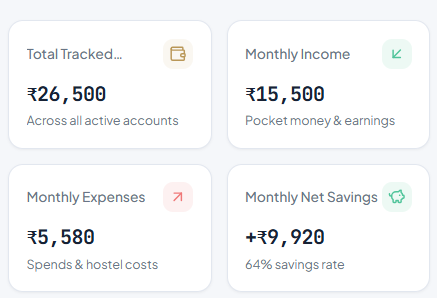 Total Tracked...
Monthly Income
₹26,500
₹15,500
Across all active accounts
Pocket money & earnings
Monthly Expenses
Monthly Net Savings
₹5,580
+₹9,920
Spends & hostel costs
64% savings rate